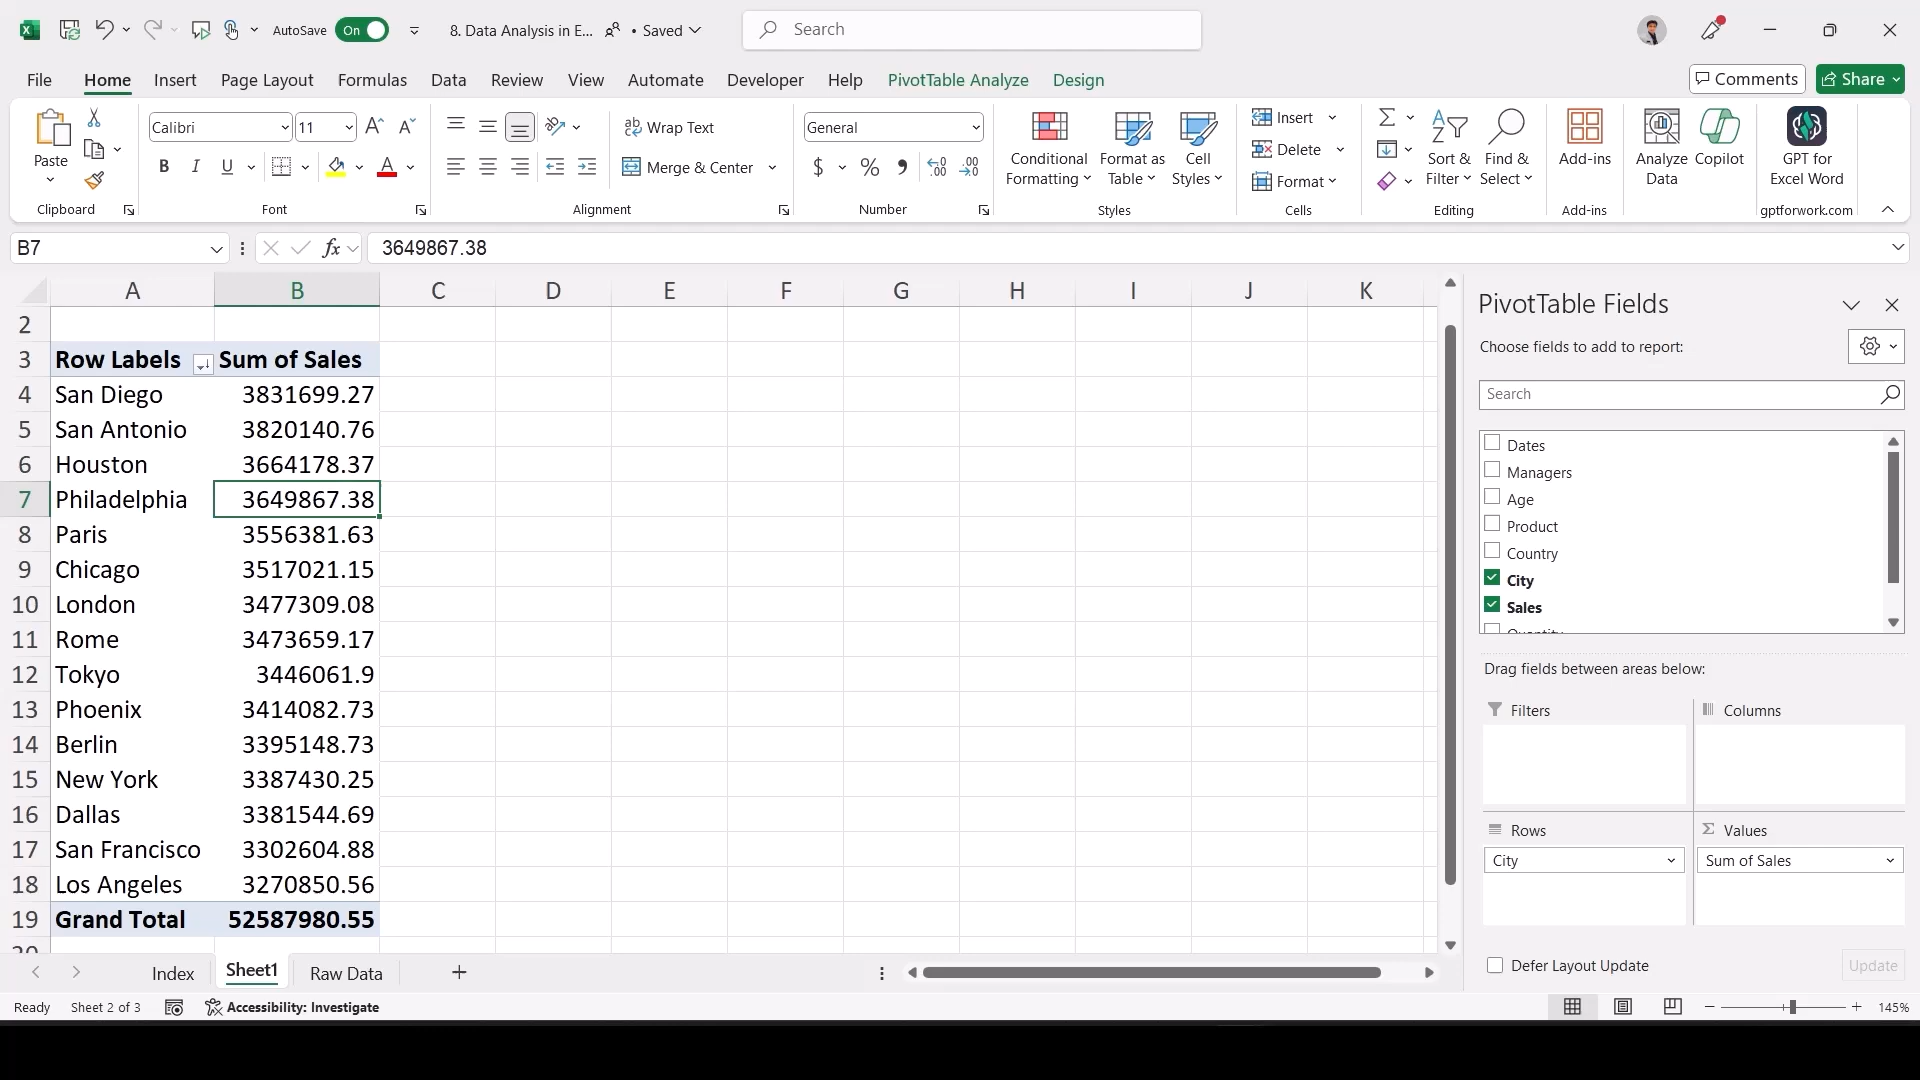 AutoSave On 8. Data Analysis in E... • Saved Search
File Home Insert Page Layout Formulas Data Review View Automate Developer Help PivotTable Analyze Design Comments Share
Paste
Clipboard
Calibri 11
B I U A
Font
Wrap Text
Merge & Center
Alignment
General
$ % ,
Number
Conditional Formatting
Format as Table
Cell Styles
Styles
Insert
Delete
Format
Cells
Sort & Filter
Find & Select
Editing
Add-ins
Add-ins
Analyze Data
Copilot
GPT for Excel Word
gptforwork.com
B7 fx 3649867.38
A B C D E F G H I J K
2
3 Row Labels Sum of Sales
4 San Diego 3831699.27
5 San Antonio 3820140.76
6 Houston 3664178.37
7 Philadelphia 3649867.38
8 Paris 3556381.63
9 Chicago 3517021.15
10 London 3477309.08
11 Rome 3473659.17
12 Tokyo 3446061.9
13 Phoenix 3414082.73
14 Berlin 3395148.73
15 New York 3387430.25
16 Dallas 3381544.69
17 San Francisco 3302604.88
18 Los Angeles 3270850.56
19 Grand Total 52587980.55
PivotTable Fields
Choose fields to add to report:
Search
Dates
Managers
Age
Product
Country
City
Sales
Drag fields between areas below:
Filters Columns
Rows Values
City Sum of Sales
Defer Layout Update Update
Index Sheet1 Raw Data
Ready Sheet 2 of 3 Accessibility: Investigate 145%